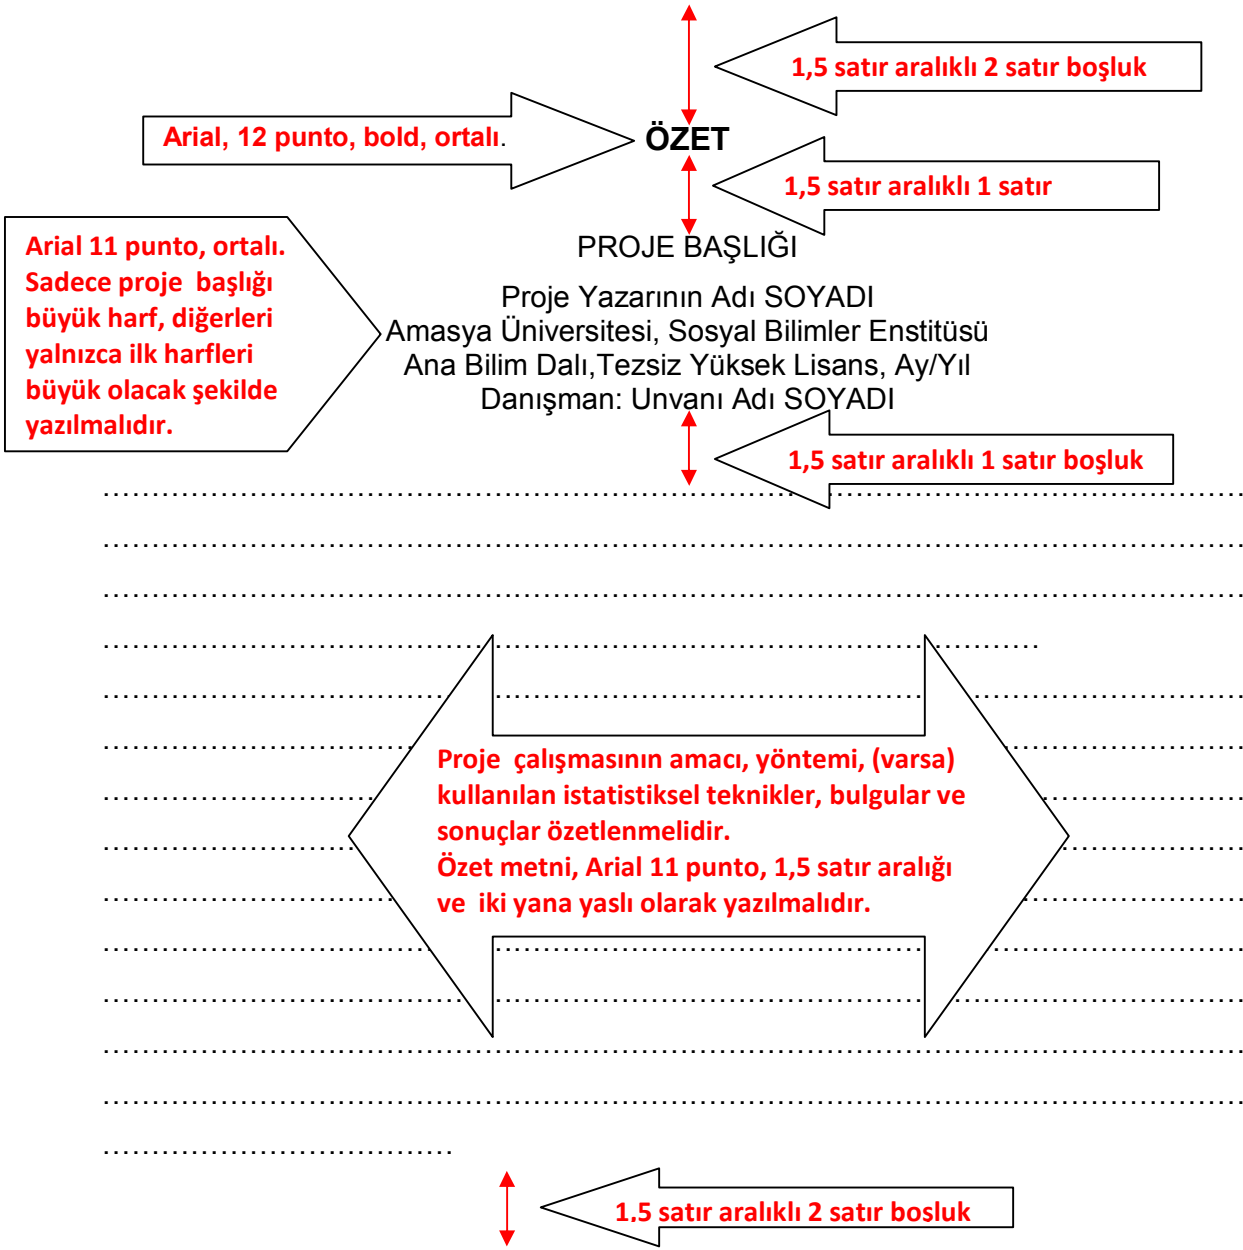 1,5 satır aralıklı 2 satır boşluk
Arial, 12 punto, bold, ortalı.
ÖZET
1,5 satır aralıklı 1 satır
Arial 11 punto, ortalı.
Sadece proje başlığı
büyük harf, diğerleri
yalnızca ilk harfleri
büyük olacak şekilde
yazılmalıdır.
PROJE BAŞLIĞI
Proje Yazarının Adı SOYADI
Amasya Üniversitesi, Sosyal Bilimler Enstitüsü
Ana Bilim Dalı,Tezsiz Yüksek Lisans, Ay/Yıl
Danışman: Unvanı Adı SOYADI
1,5 satır aralıklı 1 satır boşluk
Proje çalışmasının amacı, yöntemi, (varsa)
kullanılan istatistiksel teknikler, bulgular ve
sonuçlar özetlenmelidir.
Özet metni, Arial 11 punto, 1,5 satır aralığı
ve iki yana yaslı olarak yazılmalıdır.
1,5 satır aralıklı 2 satır boşluk